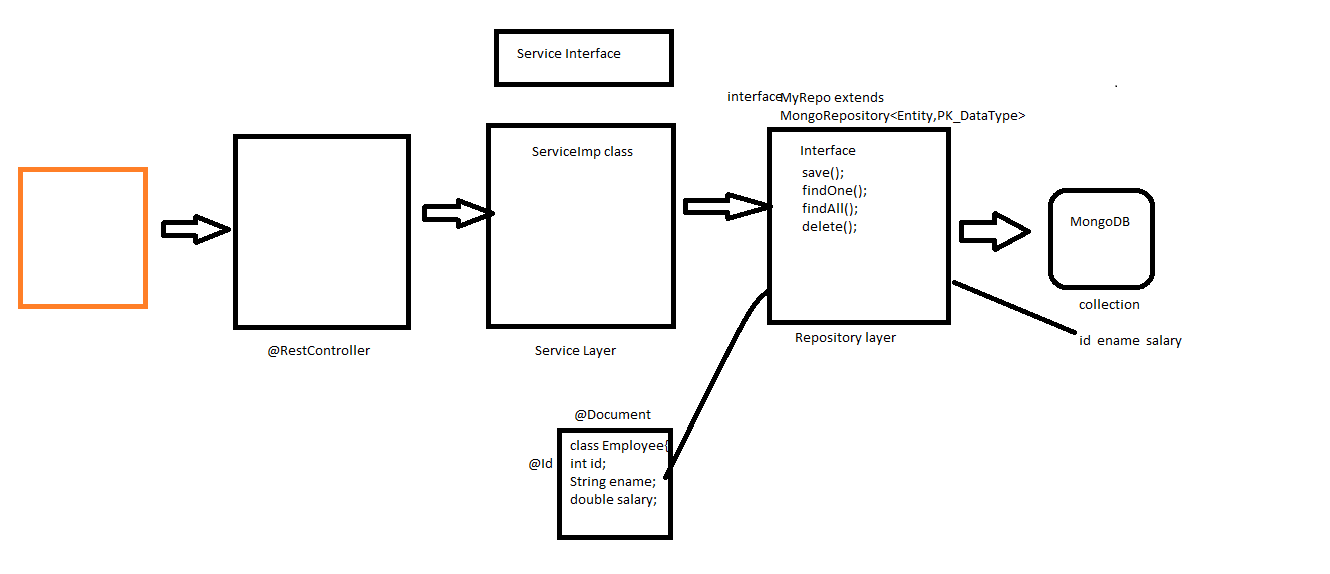 Service Interface
interface MyRepo extends
MongoRepository<Entity,PK_DataType>
ServiceImp class
Interface
save();
findOne();
findAll();
delete();
MongoDB
collection
id ename salary
@RestController
Service Layer
Repository layer
@Document
class Employee{
@Id int id;
String ename;
double salary;